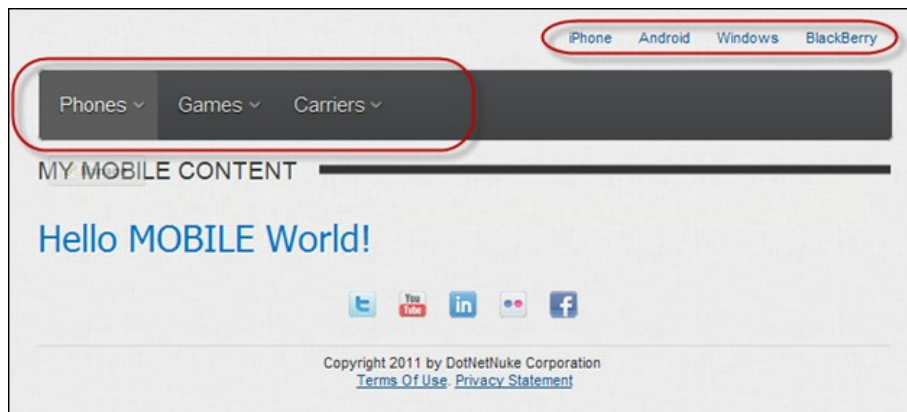 iPhone Android Windows BlackBerry
Phones Games Carriers
MY MOBILE CONTENT
Hello MOBILE World!
You Tube in f
Copyright 2011 by DotNetNuke Corporation
Terms Of Use. Privacy Statement